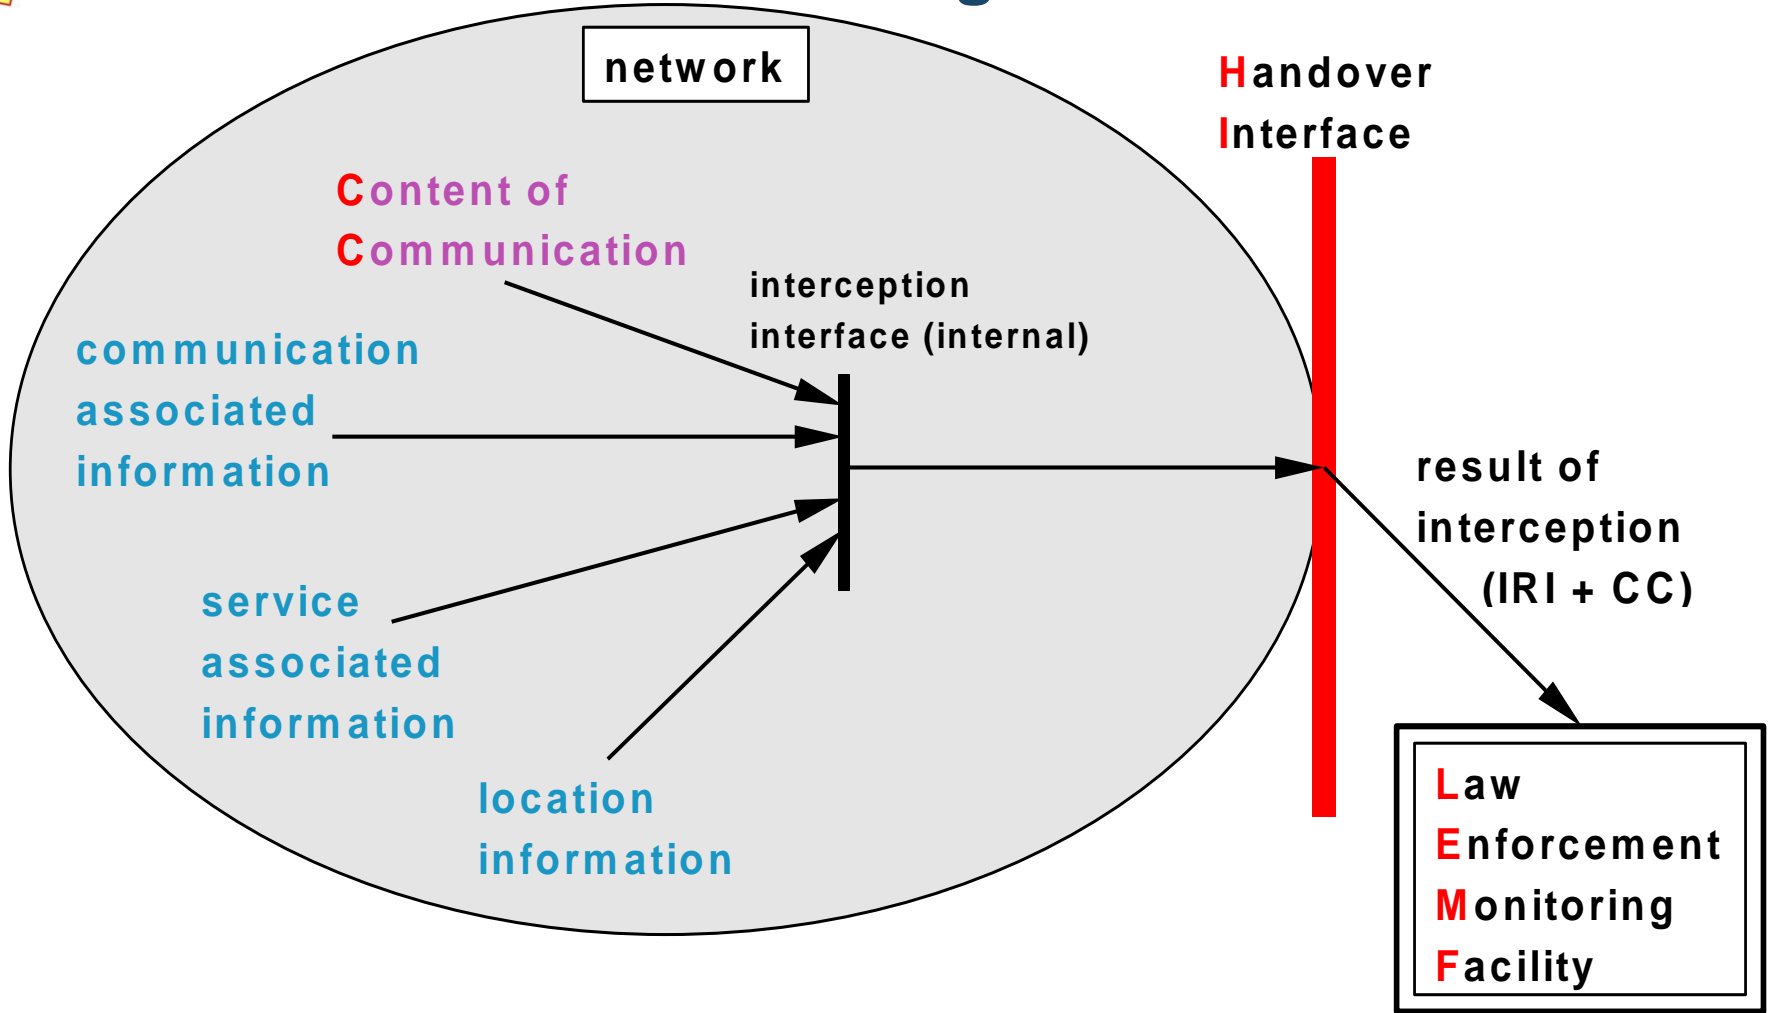 network
Handover
Interface
Content of
Communication
interception
interface (internal)
communication
associated
information
service
associated
information
location
information
result of
interception
(IRI + CC)
Law
Enforcement
Monitoring
Facility